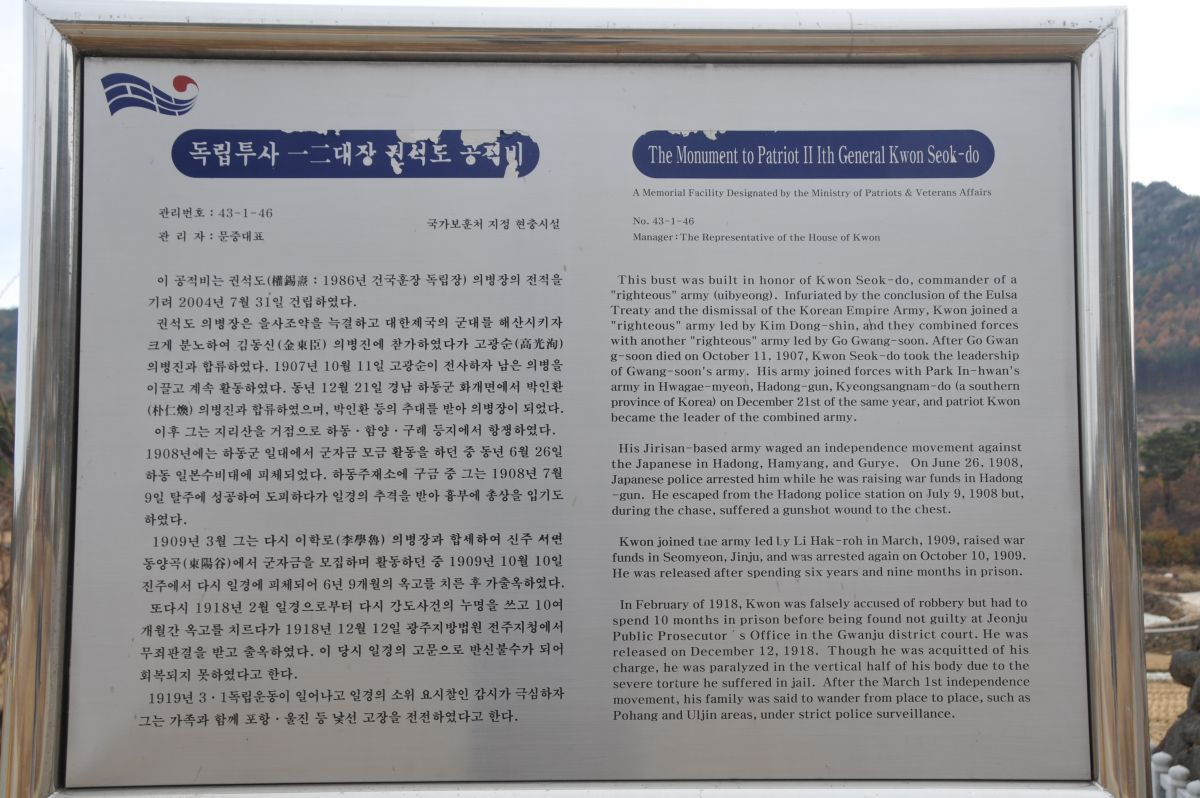 독립투사 一二대장 권석도 공적비
관리번호 : 43-1-46
국가보훈처 지정 현충시설
관 리 자 : 문중대표
이 공적비는 권석도(權錫燾 : 1986년 건국훈장 독립장) 의병장의 전적을
기려 2004년 7월 31일 건립하였다.
권석도 의병장은 을사조약을 늑결하고 대한제국의 군대를 해산시키자
크게 분노하여 김동신(金東臣) 의병진에 참가하였다가 고광순(高光洵)
의병진과 합류하였다. 1907년 10월 11일 고광순이 전사하자 남은 의병을
이끌고 계속 활동하였다. 동년 12월 21일 경남 하동군 화개면에서 박인환
(朴仁煥) 의병진과 합류하였으며, 박인환 등의 추대를 받아 의병장이 되었다.
이후 그는 지리산을 거점으로 하동·함양·구례 등지에서 항쟁하였다.
1908년에는 하동군 일대에서 군자금 모금 활동을 하던 중 동년 6월 26일
하동 일본수비대에 피체되었다. 하동주재소에 구금 중 그는 1908년 7월
9일 탈주에 성공하여 도피하다가 일경의 추격을 받아 흉부에 총상을 입기도
하였다.
1909년 3월 그는 다시 이학로(李學魯) 의병장과 합세하여 진주 서면
동양곡(東陽谷)에서 군자금을 모집하며 활동하던 중 1909년 10월 10일
진주에서 다시 일경에 피체되어 6년 9개월의 옥고를 치른 후 가출옥하였다.
또다시 1918년 2월 일경으로부터 다시 강도사건의 누명을 쓰고 10여
개월간 옥고를 치르다가 1918년 12월 12일 광주지방법원 전주지청에서
무죄판결을 받고 출옥하였다. 이 당시 일경의 고문으로 반신불수가 되어
회복되지 못하였다고 한다.
1919년 3·1독립운동이 일어나고 일경의 소위 요시찰인 감시가 극심하자
그는 가족과 함께 포항·울진 등 낯선 고장을 전전하였다고 한다.
The Monument to Patriot II Ith General Kwon Seok-do
A Memorial Facility Designated by the Ministry of Patriots & Veterans Affairs
No. 43-1-46
Manager : The Representative of the House of Kwon
This bust was built in honor of Kwon Seok-do, commander of a
"righteous" army (uibyeong). Infuriated by the conclusion of the Eulsa
Treaty and the dismissal of the Korean Empire Army, Kwon joined a
"righteous" army led by Kim Dong-shin, and they combined forces
with another "righteous" army led by Go Gwang-soon. After Go Gwan
g-soon died on October 11, 1907, Kwon Seok-do took the leadership
of Gwang-soon's army. His army joined forces with Park In-hwan's
army in Hwagae-myeon, Hadong-gun, Kyeongsangnam-do (a southern
province of Korea) on December 21st of the same year, and patriot Kwon
became the leader of the combined army.
His Jirisan-based army waged an independence movement against
the Japanese in Hadong, Hamyang, and Gurye. On June 26, 1908,
Japanese police arrested him while he was raising war funds in Hadong
-gun. He escaped from the Hadong police station on July 9, 1908 but,
during the chase, suffered a gunshot wound to the chest.
Kwon joined the army led by Li Hak-roh in March, 1909, raised war
funds in Seomyeon, Jinju, and was arrested again on October 10, 1909.
He was released after spending six years and nine months in prison.
In February of 1918, Kwon was falsely accused of robbery but had to
spend 10 months in prison before being found not guilty at Jeonju
Public Prosecutor's Office in the Gwanju district court. He was
released on December 12, 1918. Though he was acquitted of his
charge, he was paralyzed in the vertical half of his body due to the
severe torture he suffered in jail. After the March 1st independence
movement, his family was said to wander from place to place, such as
Pohang and Uljin areas, under strict police surveillance.